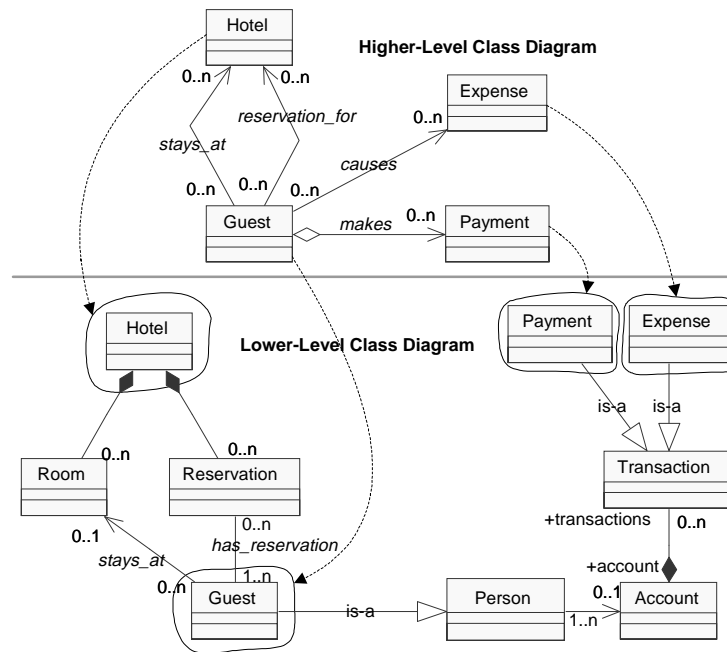 Hotel
Higher-Level Class Diagram
0..n
0..n
Expense
0..n
reservation_for
stays_at
causes
0..n
0..n
0..n
0..n
Guest
makes
Payment
Hotel
Payment
Expense
Lower-Level Class Diagram
is-a
is-a
0..n
0..n
Room
Reservation
Transaction
0..n
+transactions
0..n
0..1
has_reservation
stays_at
+account
0..n
1..n
0..1
Guest
Person
Account
is-a
1..n